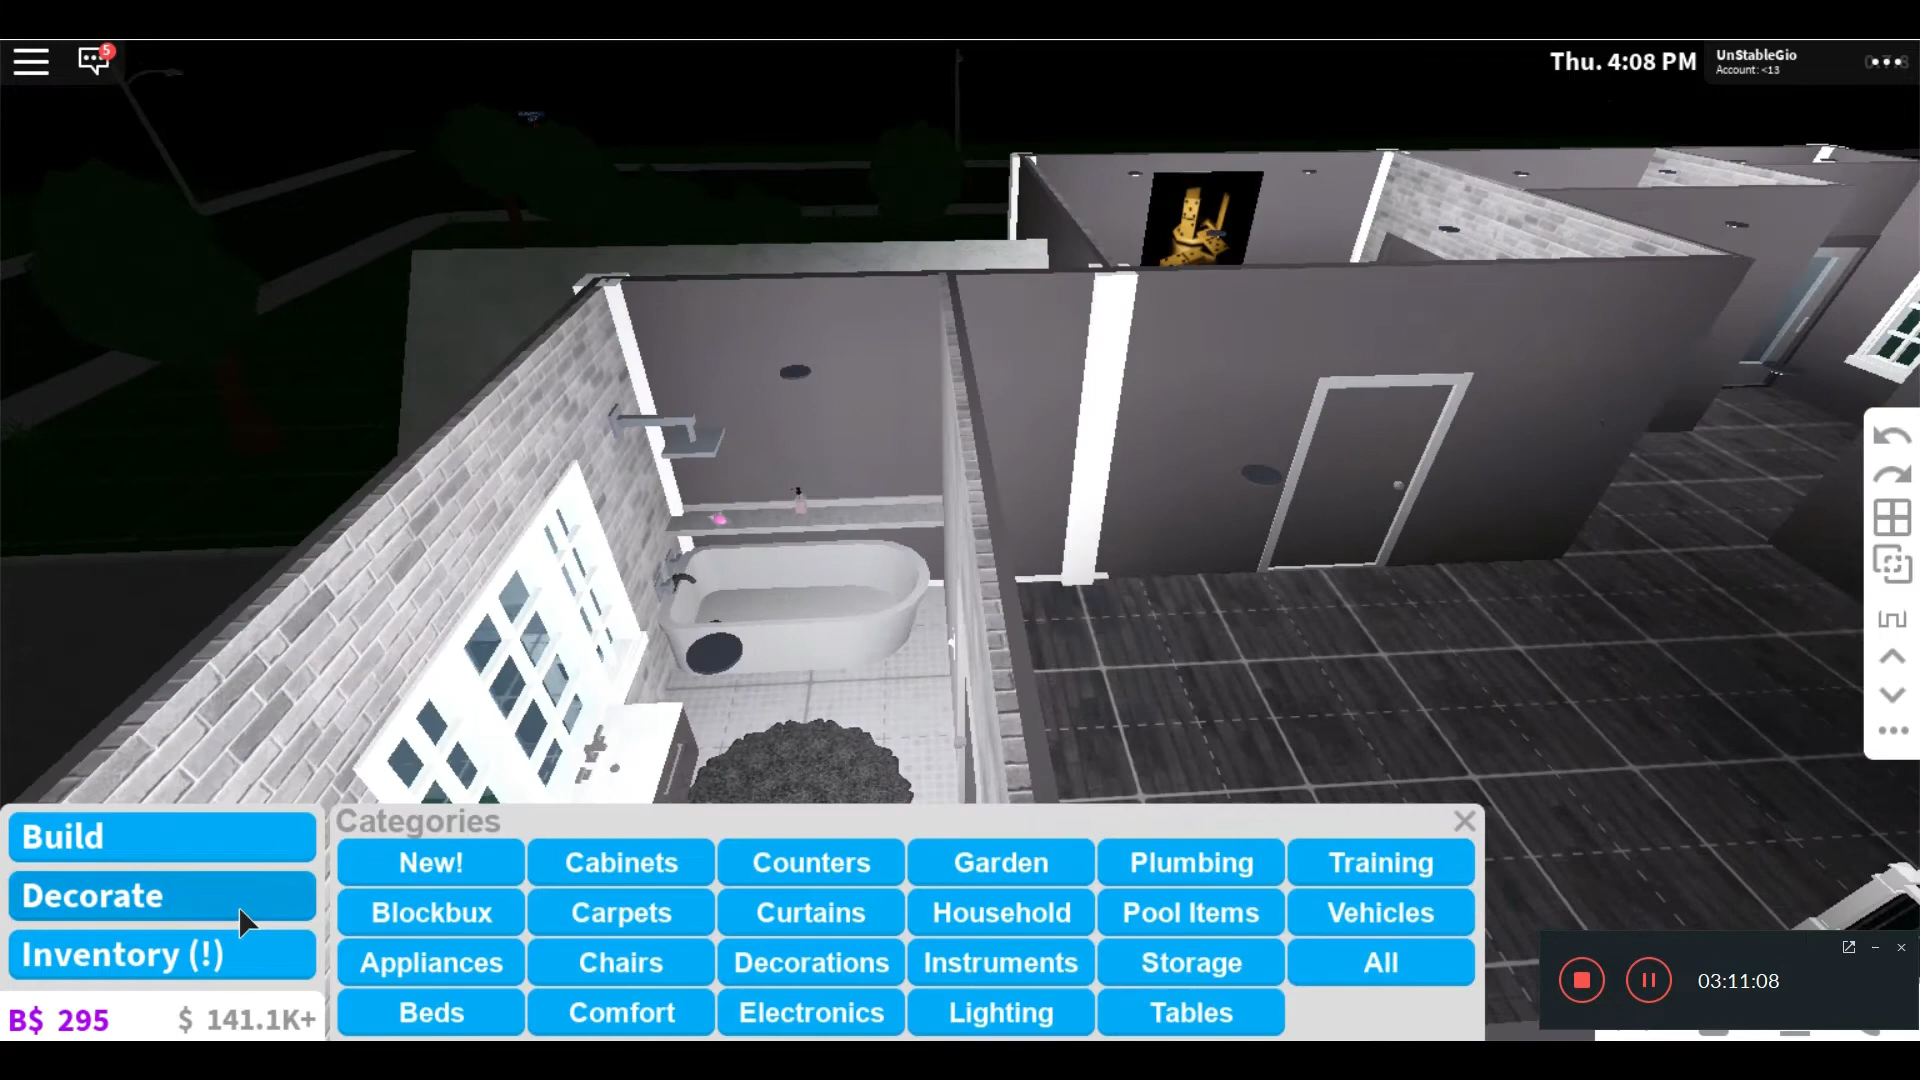 5
Thu. 4:08 PM
UnStableGio
Account: <13
Build
Decorate
Inventory (!)
B$ 295
$ 141.1K+
Categories
New! Cabinets Counters Garden Plumbing Training
Blockbux Carpets Curtains Household Pool Items Vehicles
Appliances Chairs Decorations Instruments Storage All
Beds Comfort Electronics Lighting Tables
03:11:08